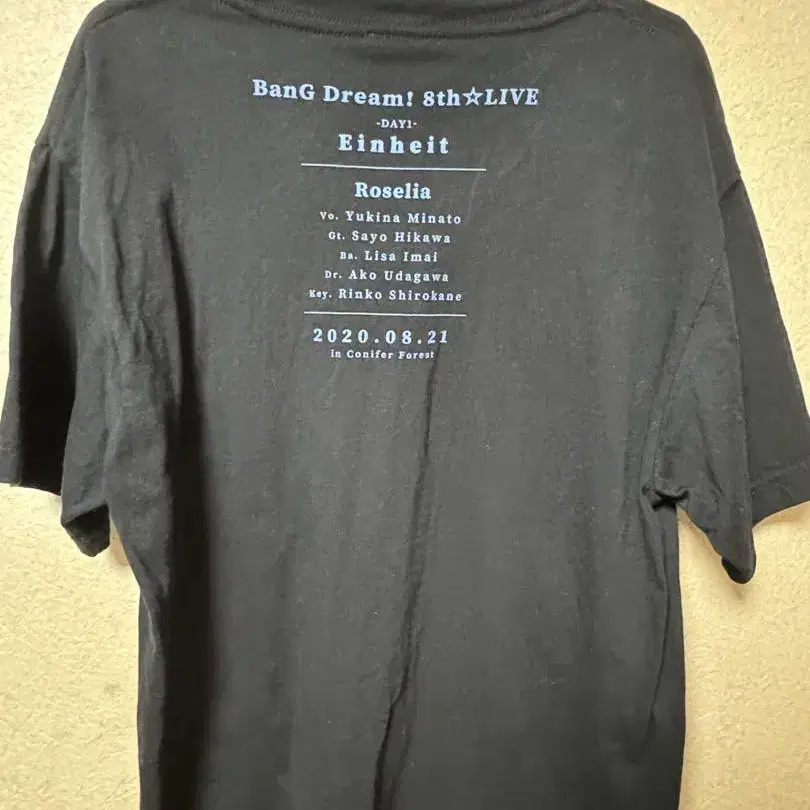 BanG Dream! 8th☆LIVE
-DAY1-
Einheit
Roselia
Vo. Yukina Minato
Gt. Sayo Hikawa
Ba. Lisa Imai
Dr. Ako Udagawa
Key. Rinko Shirokane
2020.08.21
in Conifer Forest